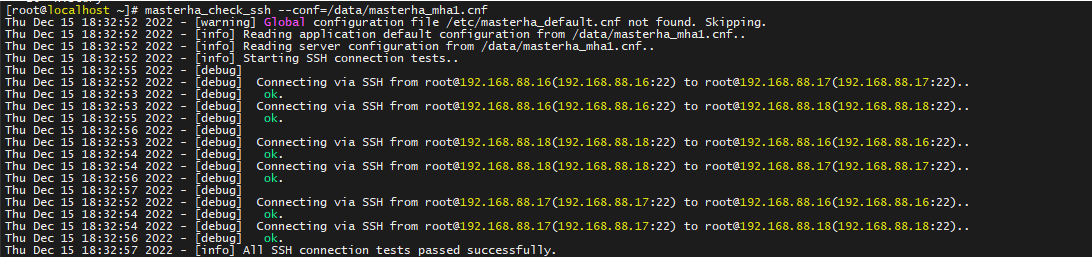 [root@localhost ~]# masterha_check_ssh --conf=/data/masterha_mha1.cnf
Thu Dec 15 18:32:52 2022 - [warning] Global configuration file /etc/masterha_default.cnf not found. Skipping.
Thu Dec 15 18:32:52 2022 - [info] Reading application default configuration from /data/masterha_mha1.cnf..
Thu Dec 15 18:32:52 2022 - [info] Reading server configuration from /data/masterha_mha1.cnf..
Thu Dec 15 18:32:52 2022 - [info] Starting SSH connection tests..
Thu Dec 15 18:32:55 2022 - [debug]
Thu Dec 15 18:32:52 2022 - [debug]  Connecting via SSH from root@192.168.88.16(192.168.88.16:22) to root@192.168.88.17(192.168.88.17:22)..
Thu Dec 15 18:32:53 2022 - [debug]   ok.
Thu Dec 15 18:32:53 2022 - [debug]  Connecting via SSH from root@192.168.88.16(192.168.88.16:22) to root@192.168.88.18(192.168.88.18:22)..
Thu Dec 15 18:32:55 2022 - [debug]   ok.
Thu Dec 15 18:32:56 2022 - [debug]
Thu Dec 15 18:32:53 2022 - [debug]  Connecting via SSH from root@192.168.88.18(192.168.88.18:22) to root@192.168.88.16(192.168.88.16:22)..
Thu Dec 15 18:32:54 2022 - [debug]   ok.
Thu Dec 15 18:32:54 2022 - [debug]  Connecting via SSH from root@192.168.88.18(192.168.88.18:22) to root@192.168.88.17(192.168.88.17:22)..
Thu Dec 15 18:32:56 2022 - [debug]   ok.
Thu Dec 15 18:32:57 2022 - [debug]
Thu Dec 15 18:32:52 2022 - [debug]  Connecting via SSH from root@192.168.88.17(192.168.88.17:22) to root@192.168.88.16(192.168.88.16:22)..
Thu Dec 15 18:32:54 2022 - [debug]   ok.
Thu Dec 15 18:32:54 2022 - [debug]  Connecting via SSH from root@192.168.88.17(192.168.88.17:22) to root@192.168.88.18(192.168.88.18:22)..
Thu Dec 15 18:32:56 2022 - [debug]   ok.
Thu Dec 15 18:32:57 2022 - [info] All SSH connection tests passed successfully.